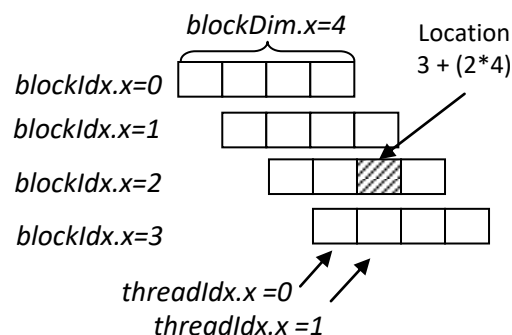 blockDim.x=4
Location
3 + (2*4)
blockIdx.x=0
blockIdx.x=1
blockIdx.x=2
blockIdx.x=3
threadIdx.x =0
threadIdx.x =1